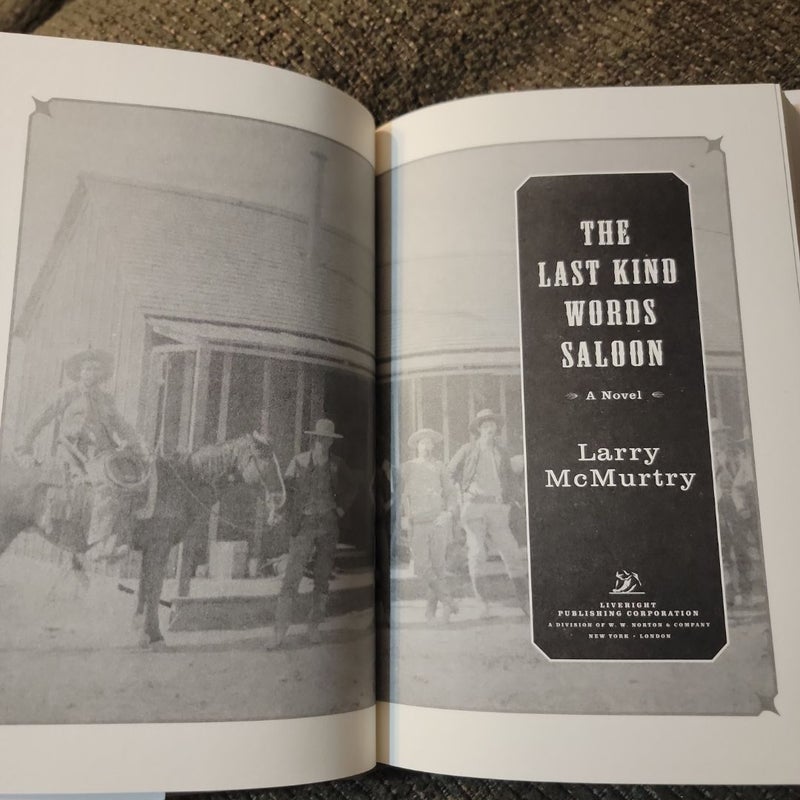 THE
LAST KIND
WORDS
SALOON
A Novel
Larry
McMurtry
LIVERIGHT
PUBLISHING CORPORATION
A DIVISION OF W. W. NORTON & COMPANY
NEW YORK • LONDON